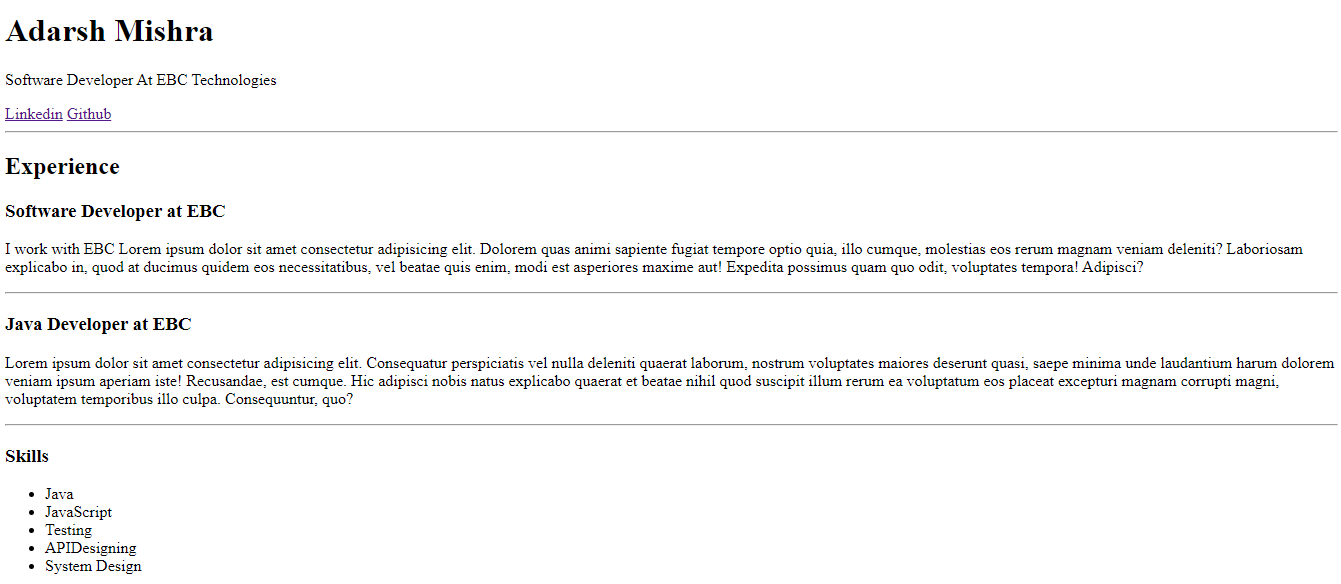 Adarsh Mishra
Software Developer At EBC Technologies
Linkedin Github
Experience
Software Developer at EBC
I work with EBC Lorem ipsum dolor sit amet consectetur adipisicing elit. Dolorem quas animi sapiente fugiat tempore optio quia, illo cumque, molestias eos rerum magnam veniam deleniti? Laboriosam
explicabo in, quod at ducimus quidem eos necessitatibus, vel beatae quis enim, modi est asperiores maxime aut! Expedita possimus quam quo odit, voluptates tempora! Adipisci?
Java Developer at EBC
Lorem ipsum dolor sit amet consectetur adipisicing elit. Consequatur perspiciatis vel nulla deleniti quaerat laborum, nostrum voluptates maiores deserunt quasi, saepe minima unde laudantium harum dolorem
veniam ipsum aperiam iste! Recusandae, est cumque. Hic adipisci nobis natus explicabo quaerat et beatae nihil quod suscipit illum rerum ea voluptatum eos placeat excepturi magnam corrupti magni,
voluptatem temporibus illo culpa. Consequuntur, quo?
Skills
Java
JavaScript
Testing
APIDesigning
System Design